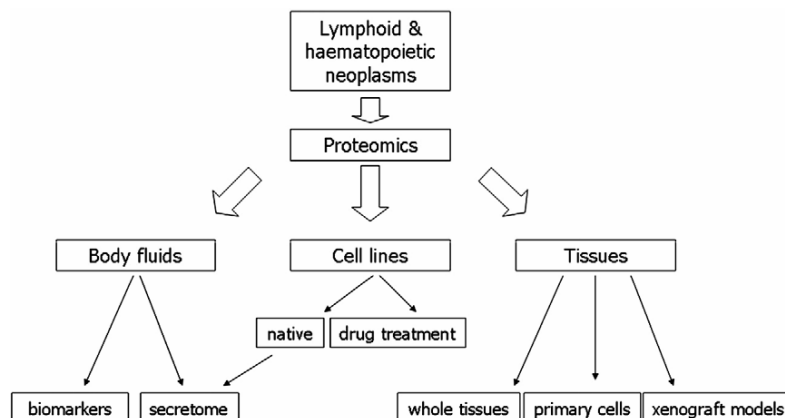 Lymphoid &
haematopoietic
neoplasms
Proteomics
Body fluids
Cell lines
Tissues
native
drug treatment
biomarkers
secretome
whole tissues
primary cells
xenograft models